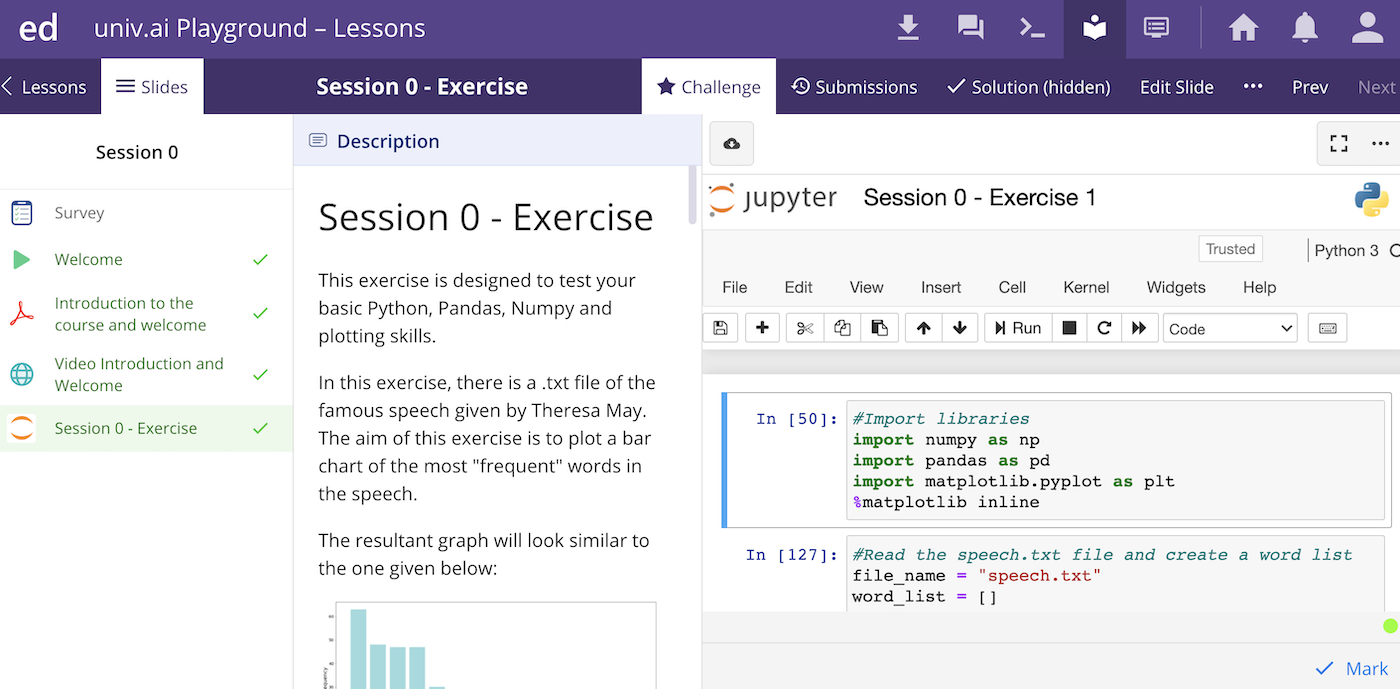 ed univ.ai Playground – Lessons
Lessons Slides Session 0 - Exercise Challenge Submissions Solution (hidden) Edit Slide ••• Prev Next
Session 0
Survey
Welcome
Introduction to the
course and welcome
Video Introduction and
Welcome
Session 0 - Exercise
Description
Session 0 - Exercise
This exercise is designed to test your
basic Python, Pandas, Numpy and
plotting skills.
In this exercise, there is a .txt file of the
famous speech given by Theresa May.
The aim of this exercise is to plot a bar
chart of the most "frequent" words in
the speech.
The resultant graph will look similar to
the one given below:
jupyter Session 0 - Exercise 1
Trusted Python 3
File Edit View Insert Cell Kernel Widgets Help
Run Code
In [50]: #Import libraries
import numpy as np
import pandas as pd
import matplotlib.pyplot as plt
%matplotlib inline
In [127]: #Read the speech.txt file and create a word list
file_name = "speech.txt"
word_list = []
Mark